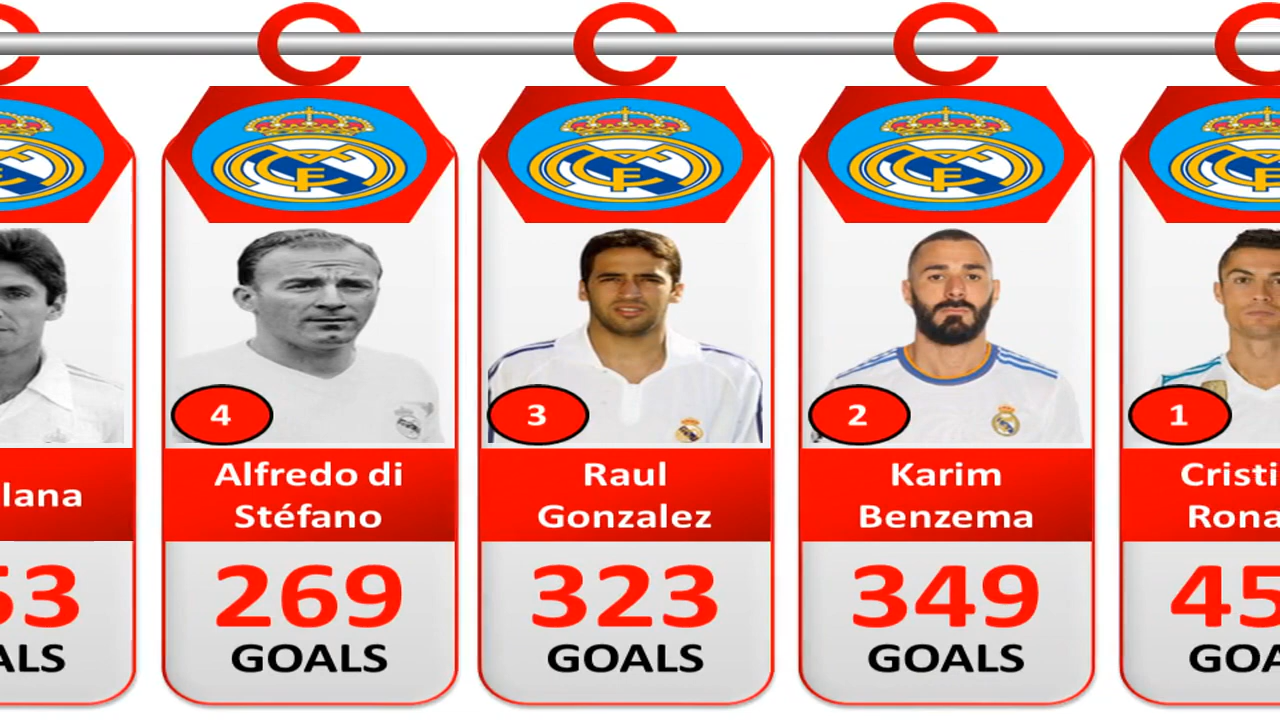 lana
53
ALS
4
Alfredo di
Stéfano
269
GOALS
3
Raul
Gonzalez
323
GOALS
2
Karim
Benzema
349
GOALS
1
Cristi
Rona
45
GOA